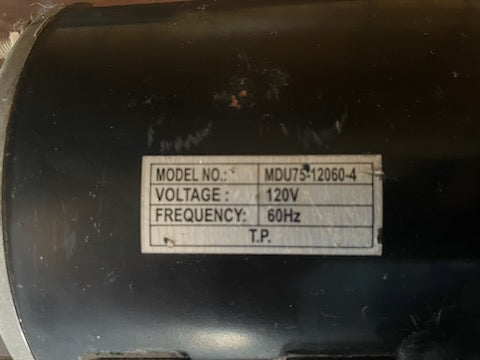 MODEL NO.: MDU75-12060-4
VOLTAGE : 120V
FREQUENCY: 60Hz
T.P.